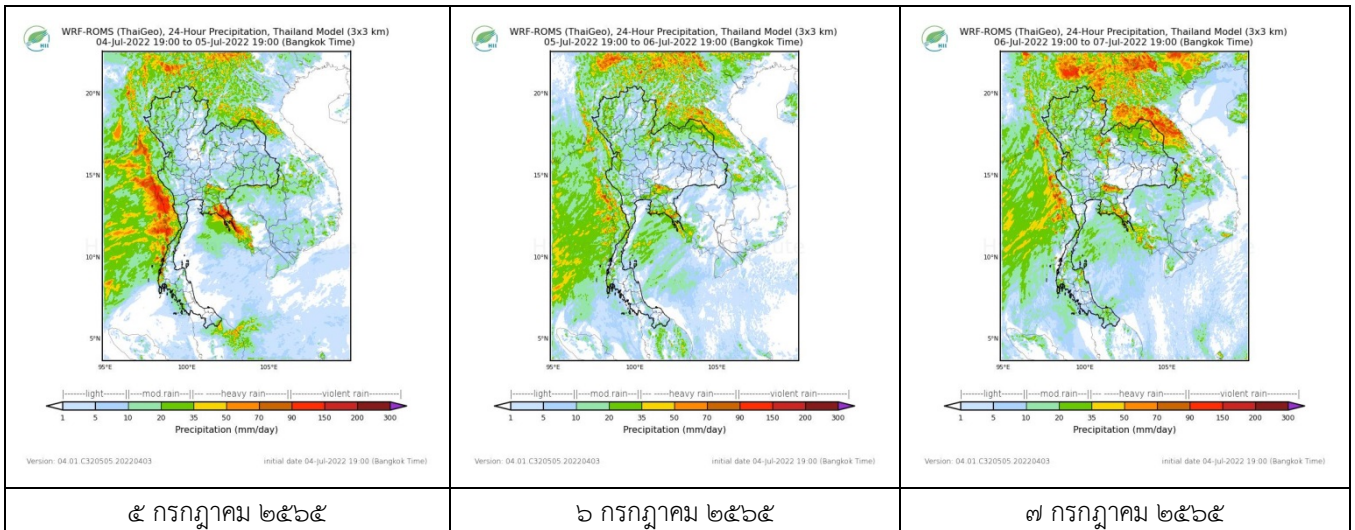 WRF-ROMS (ThaiGeo), 24-Hour Precipitation, Thailand Model (3x3 km)
04-Jul-2022 19:00 to 05-Jul-2022 19:00 (Bangkok Time)
HII
20°N
15°N
10°N
5°N
95°E 100°E 105°E
|-------light------||---mod.rain---||---- heavy rain----||-------violent rain-------|
1 5 10 20 35 50 70 90 150 200 300
Precipitation (mm/day)
Version: 04.01.C320505.20220403 initial date 04-Jul-2022 19:00 (Bangkok Time)
๕ กรกฎาคม ๒๕๖๕
WRF-ROMS (ThaiGeo), 24-Hour Precipitation, Thailand Model (3x3 km)
05-Jul-2022 19:00 to 06-Jul-2022 19:00 (Bangkok Time)
HII
20°N
15°N
10°N
5°N
95°E 100°E 105°E
|-------light------||---mod.rain---||---- heavy rain----||-------violent rain-------|
1 5 10 20 35 50 70 90 150 200 300
Precipitation (mm/day)
Version: 04.01.C320505.20220403 initial date 04-Jul-2022 19:00 (Bangkok Time)
๖ กรกฎาคม ๒๕๖๕
WRF-ROMS (ThaiGeo), 24-Hour Precipitation, Thailand Model (3x3 km)
06-Jul-2022 19:00 to 07-Jul-2022 19:00 (Bangkok Time)
HII
20°N
15°N
10°N
5°N
95°E 100°E 105°E
|-------light------||---mod.rain---||---- heavy rain----||-------violent rain-------|
1 5 10 20 35 50 70 90 150 200 300
Precipitation (mm/day)
Version: 04.01.C320505.20220403 initial date 04-Jul-2022 19:00 (Bangkok Time)
๗ กรกฎาคม ๒๕๖๕